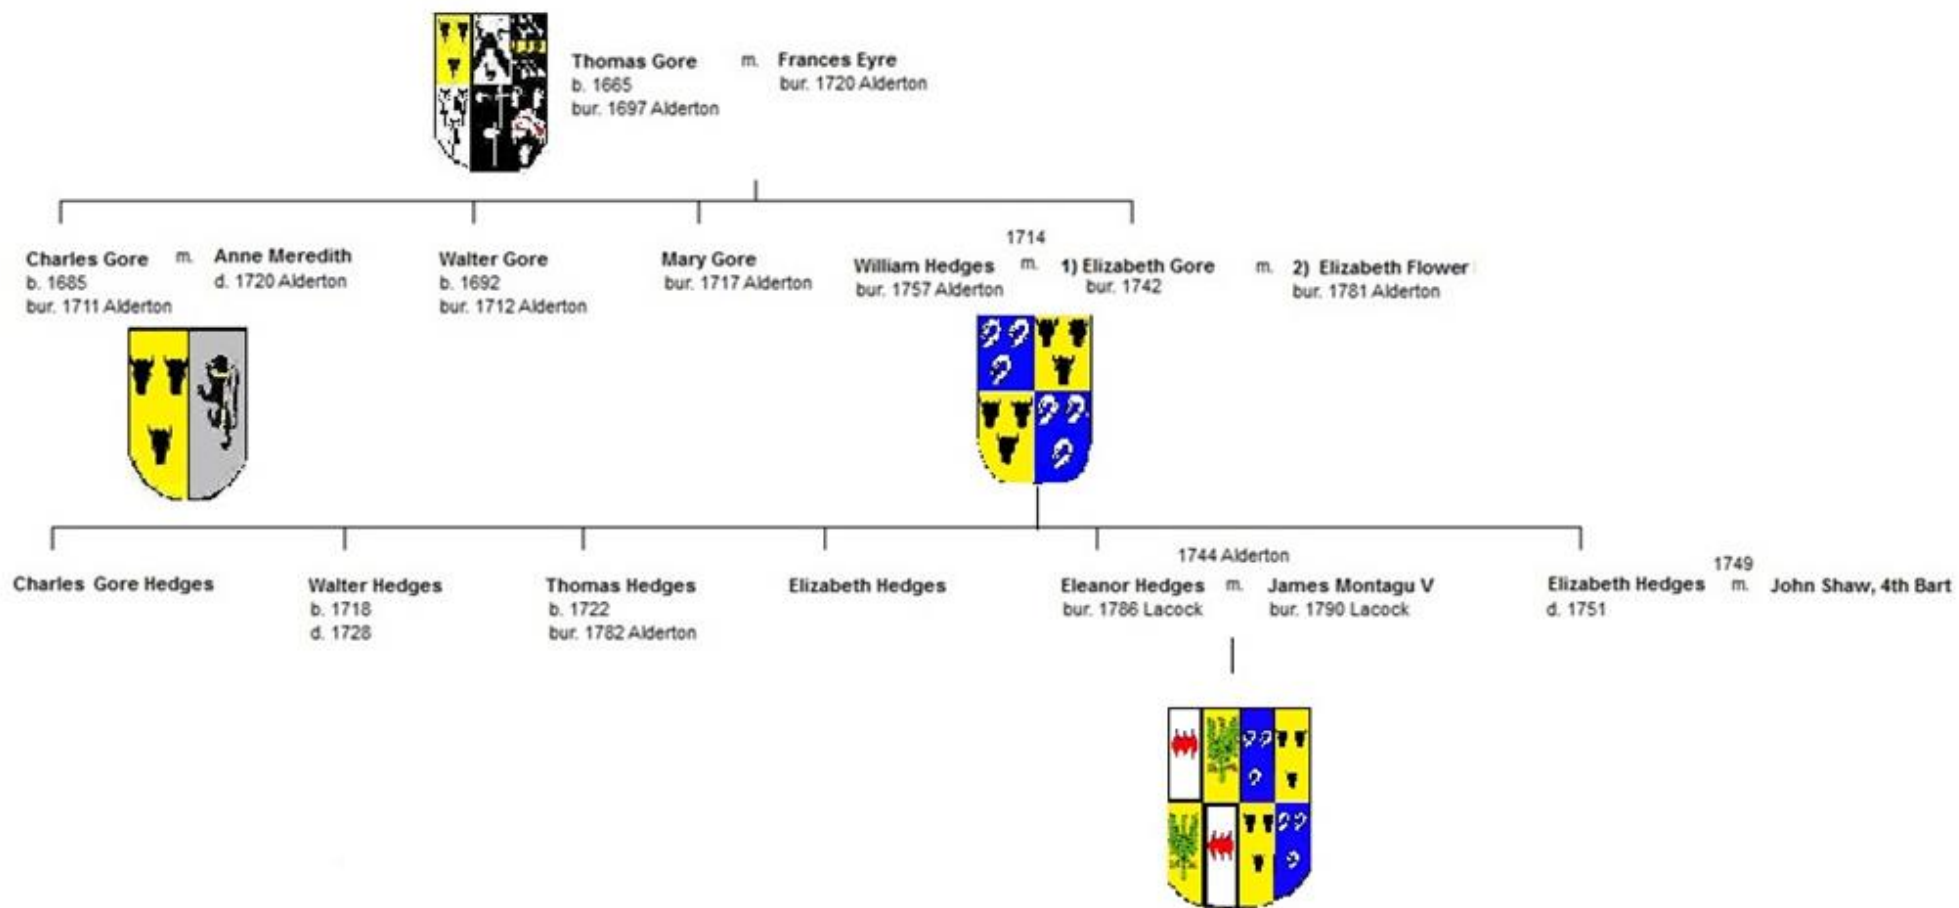 Thomas Gore m. Frances Eyre
b. 1665 bur. 1720 Alderton
bur. 1697 Alderton
1714
Charles Gore m. Anne Meredith Walter Gore Mary Gore William Hedges m. 1) Elizabeth Gore m. 2) Elizabeth Flower
b. 1685 d. 1720 Alderton b. 1692 bur. 1717 Alderton bur. 1757 Alderton bur. 1742 bur. 1781 Alderton
bur. 1711 Alderton bur. 1712 Alderton
1744 Alderton
1749
Charles Gore Hedges Walter Hedges Thomas Hedges Elizabeth Hedges Eleanor Hedges m. James Montagu V Elizabeth Hedges m. John Shaw, 4th Bart
b. 1718 b. 1722 bur. 1786 Lacock bur. 1790 Lacock d. 1751
d. 1728 bur. 1782 Alderton